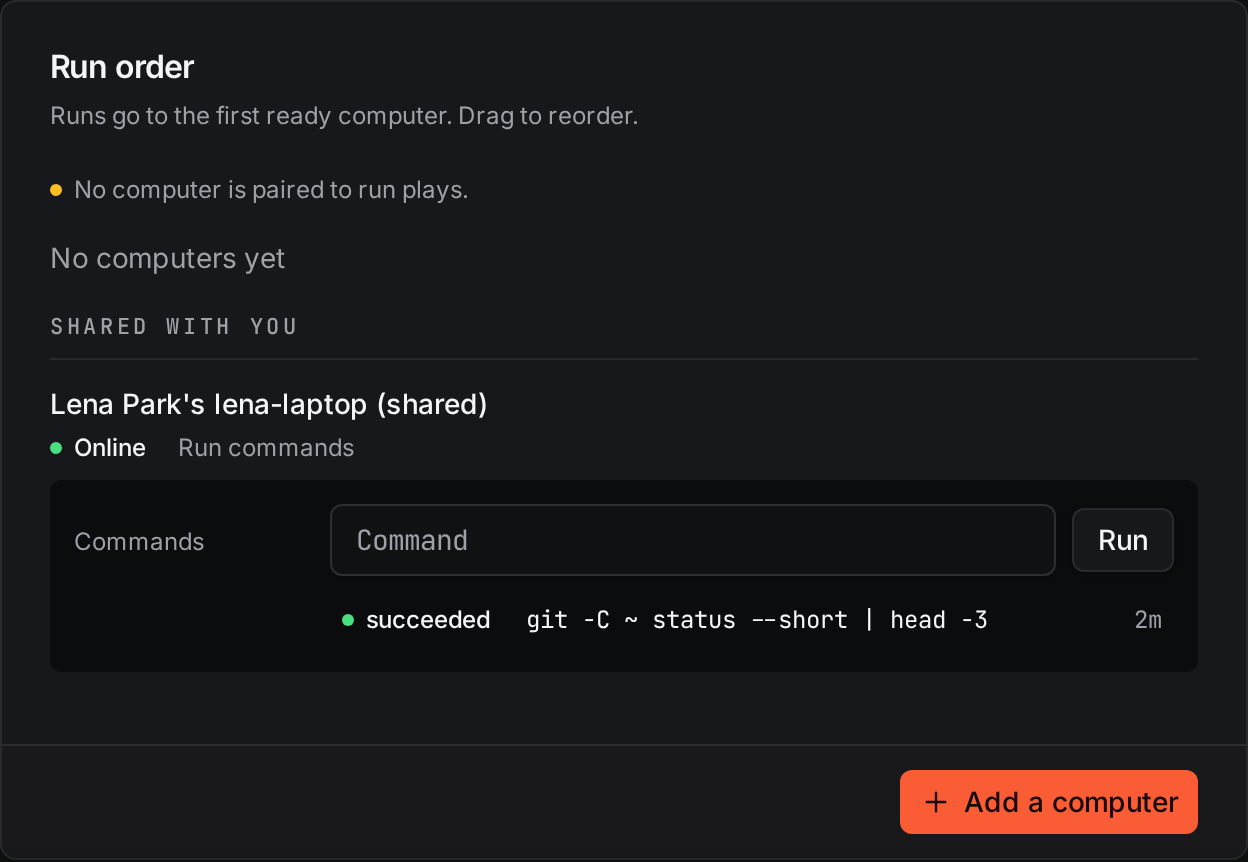 Run order
Runs go to the first ready computer. Drag to reorder.
No computer is paired to run plays.
No computers yet
SHARED WITH YOU
Lena Park's lena-laptop (shared)
Online Run commands
Commands Command Run
succeeded git -C ~ status --short | head -3 2m
+ Add a computer